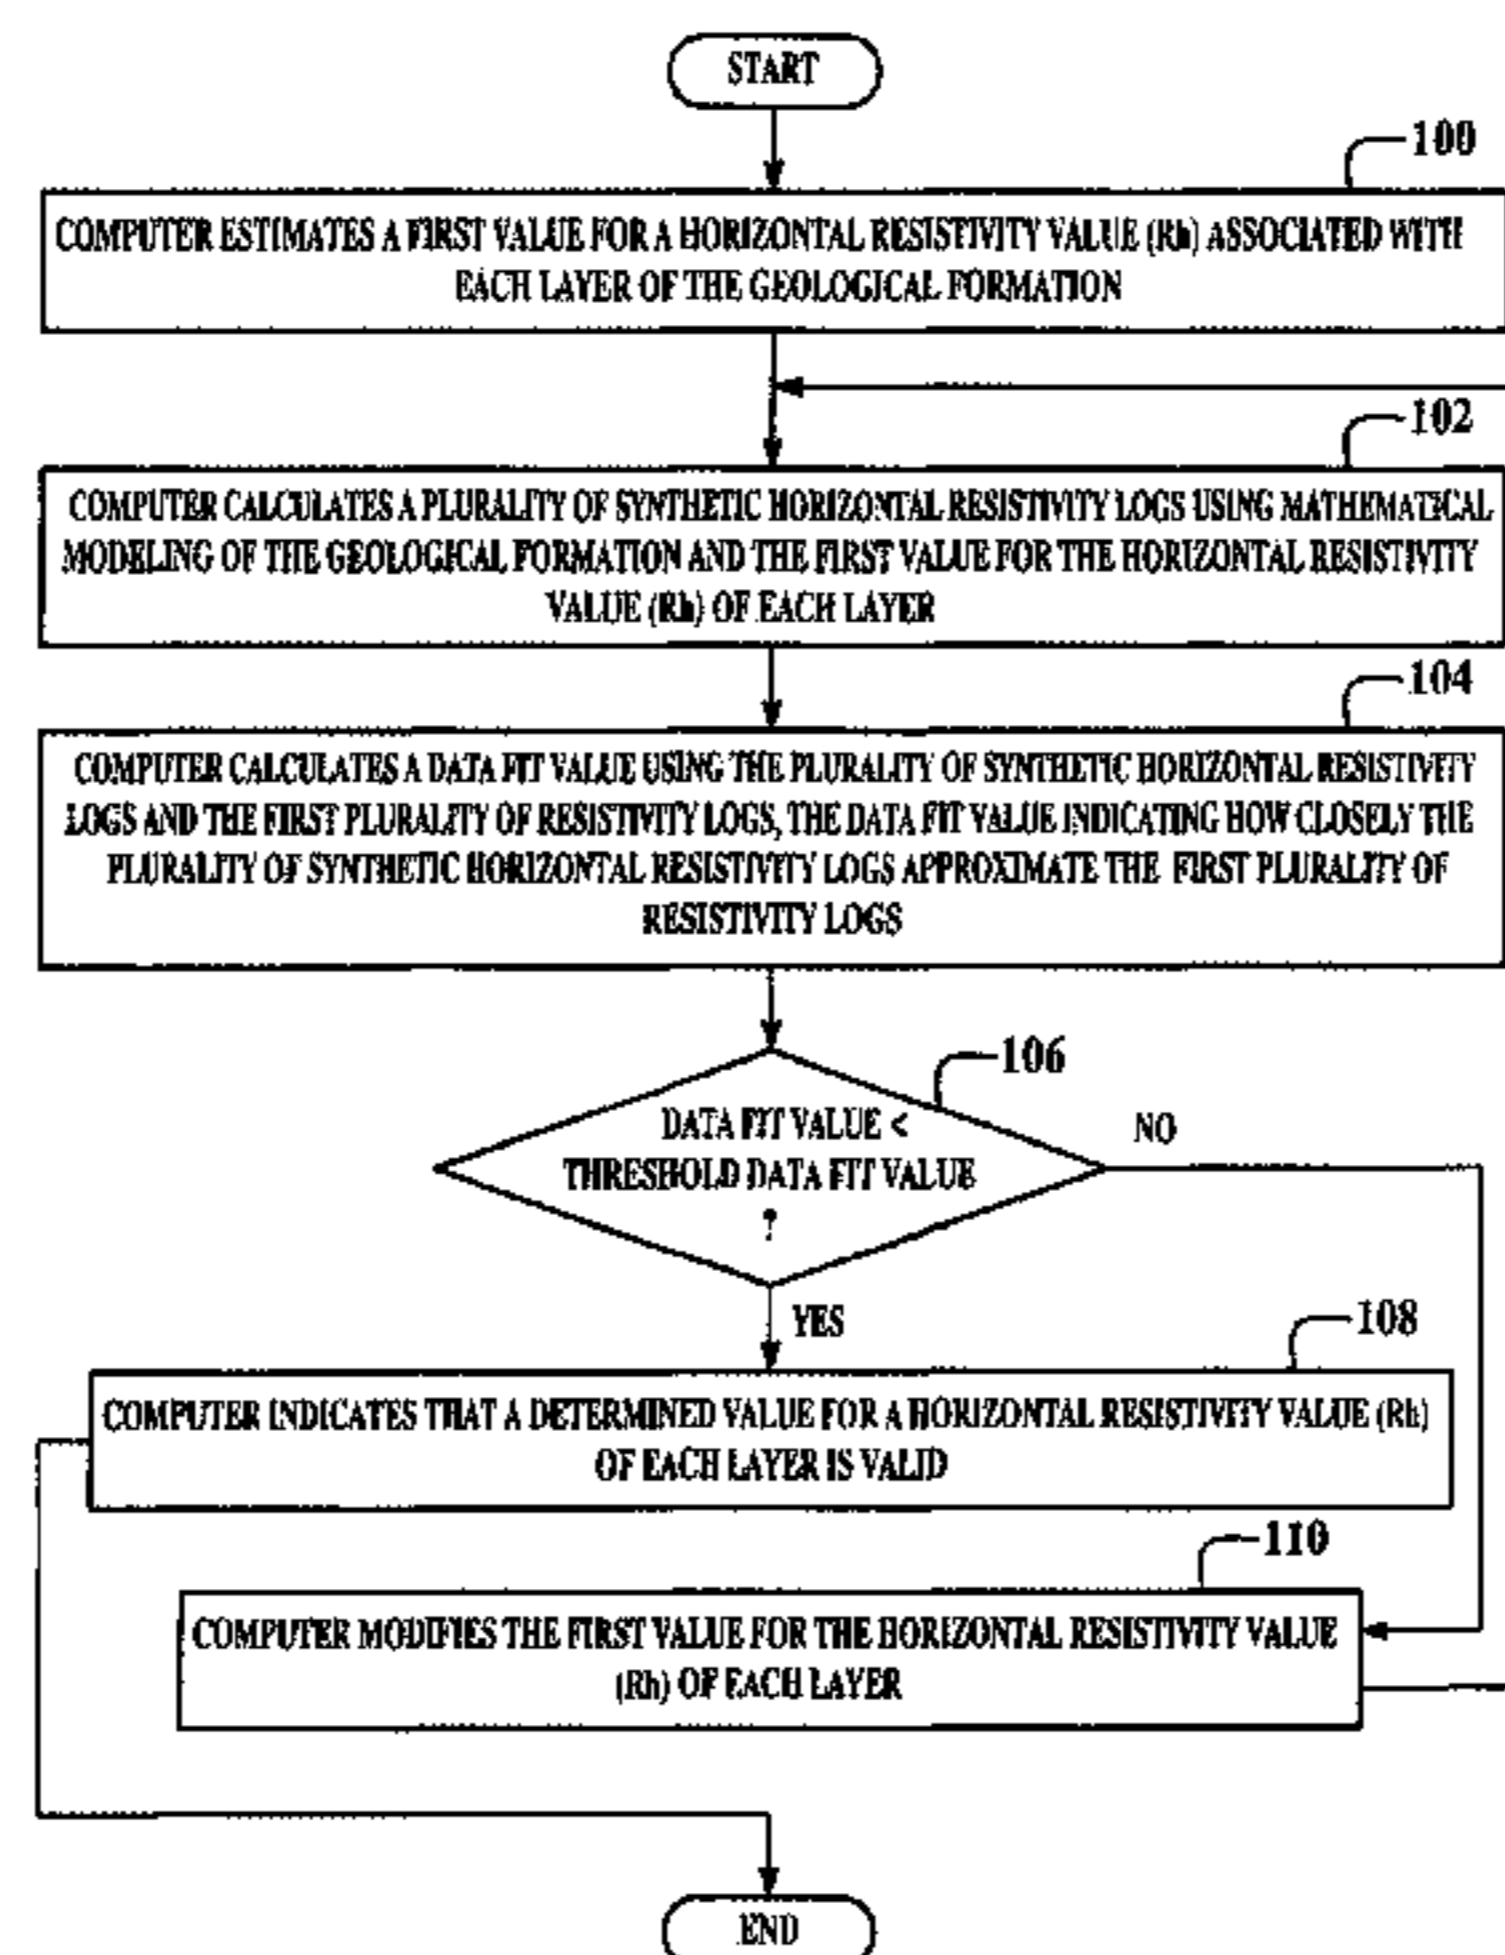 START
100
COMPUTER ESTIMATES A FIRST VALUE FOR A HORIZONTAL RESISTIVITY VALUE (Rh) ASSOCIATED WITH
EACH LAYER OF THE GEOLOGICAL FORMATION
102
COMPUTER CALCULATES A PLURALITY OF SYNTHETIC HORIZONTAL RESISTIVITY LOGS USING MATHEMATICAL
MODELING OF THE GEOLOGICAL FORMATION AND THE FIRST VALUE FOR THE HORIZONTAL RESISTIVITY
VALUE (Rh) OF EACH LAYER
104
COMPUTER CALCULATES A DATA FIT VALUE USING THE PLURALITY OF SYNTHETIC HORIZONTAL RESISTIVITY
LOGS AND THE FIRST PLURALITY OF RESISTIVITY LOGS, THE DATA FIT VALUE INDICATING HOW CLOSELY THE
PLURALITY OF SYNTHETIC HORIZONTAL RESISTIVITY LOGS APPROXIMATE THE FIRST PLURALITY OF
RESISTIVITY LOGS
106
DATA FIT VALUE <
THRESHOLD DATA FIT VALUE
?
NO
YES
108
COMPUTER INDICATES THAT A DETERMINED VALUE FOR A HORIZONTAL RESISTIVITY VALUE (Rh)
OF EACH LAYER IS VALID
110
COMPUTER MODIFIES THE FIRST VALUE FOR THE HORIZONTAL RESISTIVITY VALUE
(Rh) OF EACH LAYER
END